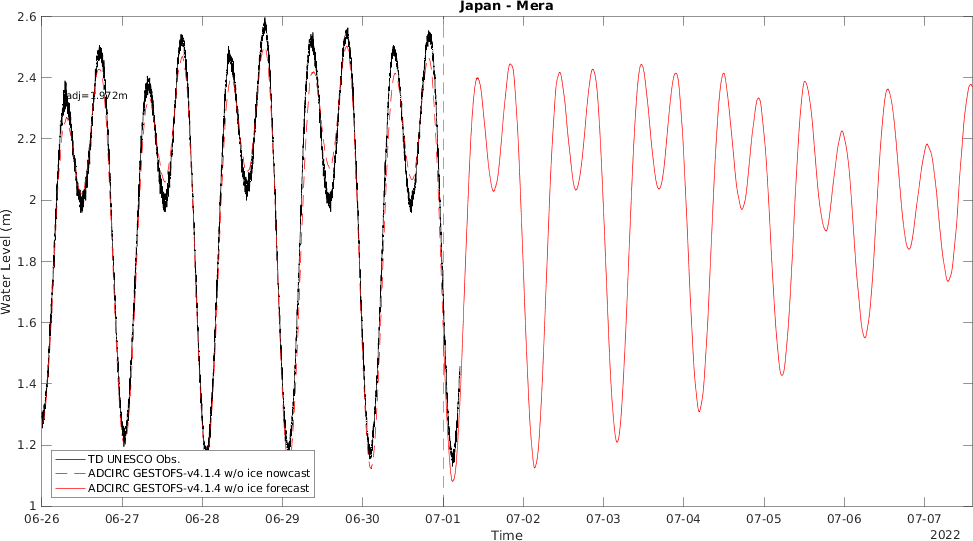 Japan - Mera
2.6
2.4
2.2
2
1.8
1.6
1.4
1.2
1
Water Level (m)
adj=1.972m
TD UNESCO Obs.
ADCIRC GESTOFS-v4.1.4 w/o ice nowcast
ADCIRC GESTOFS-v4.1.4 w/o ice forecast
06-26 06-27 06-28 06-29 06-30 07-01 07-02 07-03 07-04 07-05 07-06 07-07
Time
2022